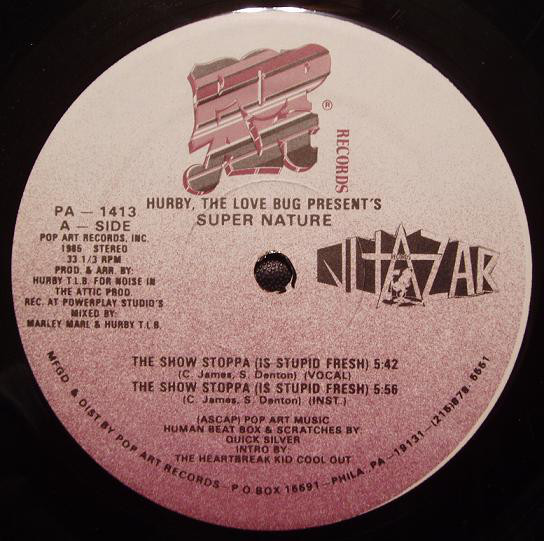 POP
ART
®
RECORDS
HURBY, THE LOVE BUG PRESENT'S
SUPER NATURE
PA – 1413
A – SIDE
POP ART RECORDS, INC.
1985 STEREO
33 1/3 RPM
PROD. & ARR. BY:
HURBY T.L.B. FOR NOISE IN
THE ATTIC PROD.
REC. AT POWERPLAY STUDIO'S
MIXED BY:
MARLEY MARL & HURBY T.L.B.
THE SHOW STOPPA (IS STUPID FRESH) 5:42
(C. James, S. Denton) (VOCAL)
THE SHOW STOPPA (IS STUPID FRESH) 5:56
(C. James, S. Denton) (INST.)
(ASCAP) POP ART MUSIC
HUMAN BEAT BOX & SCRATCHES BY:
QUICK SILVER
INTRO BY:
THE HEARTBREAK KID COOL OUT
MFGD. & DIST BY POP ART RECORDS - P O BOX 16691 - PHILA., PA - 19131 - (215) 878. 6661